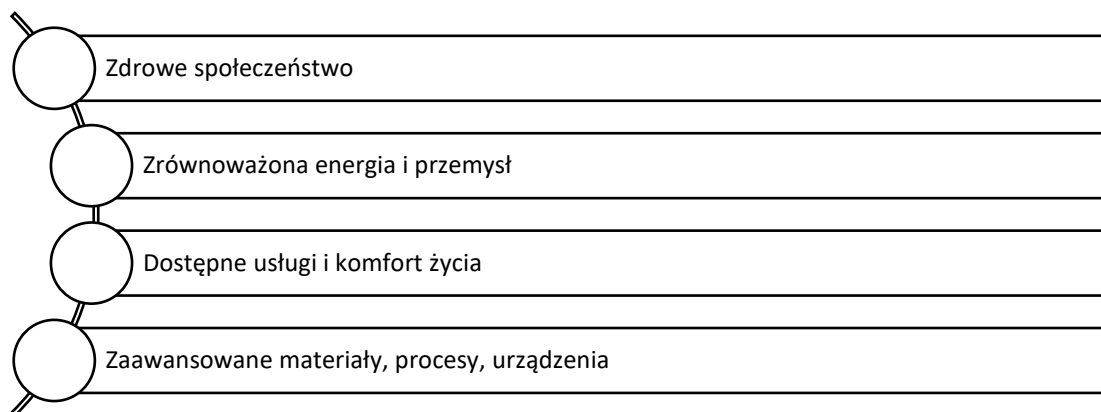 Zdrowe społeczeństwo
Zrównoważona energia i przemysł
Dostępne usługi i komfort życia
Zaawansowane materiały, procesy, urządzenia